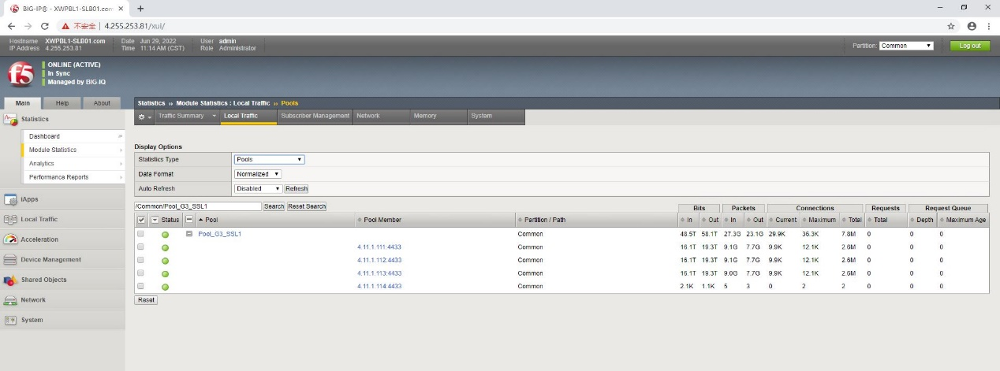 BIG-IP® - XWPBL1-SLB01.com
不安全 | 4.255.253.81/xui/
Hostname XWPBL1-SLB01.com Date Jun 29, 2022 User admin
IP Address 4.255.253.81 Time 11:14 AM (CST) Role Administrator
Partition: Common Log out
f5
ONLINE (ACTIVE)
In Sync
Managed by BIG-IQ
Main Help About
Statistics ›› Module Statistics : Local Traffic ›› Pools
Traffic Summary Local Traffic Subscriber Management Network Memory System
Statistics
Dashboard
Module Statistics
Analytics
Performance Reports
iApps
Local Traffic
Acceleration
Device Management
Shared Objects
Network
System
Display Options
Statistics Type Pools
Data Format Normalized
Auto Refresh Disabled Refresh
/Common/Pool_G3_SSL1 Search Reset Search
Bits Packets Connections Requests Request Queue
Status Pool Pool Member Partition / Path In Out In Out Current Maximum Total Total Depth Maximum Age
Pool_G3_SSL1 Common 48.5T 58.1T 27.3G 23.1G 29.9K 36.3K 7.8M 0 0 0
4.11.1.111:4433 Common 16.1T 19.3T 9.1G 7.7G 9.9K 12.1K 2.6M 0 0 0
4.11.1.112:4433 Common 16.1T 19.3T 9.1G 7.7G 9.9K 12.1K 2.6M 0 0 0
4.11.1.113:4433 Common 16.1T 19.3T 9.0G 7.7G 9.9K 12.1K 2.6M 0 0 0
4.11.1.114:4433 Common 2.1K 1.1K 5 3 0 2 2 0 0 0
Reset